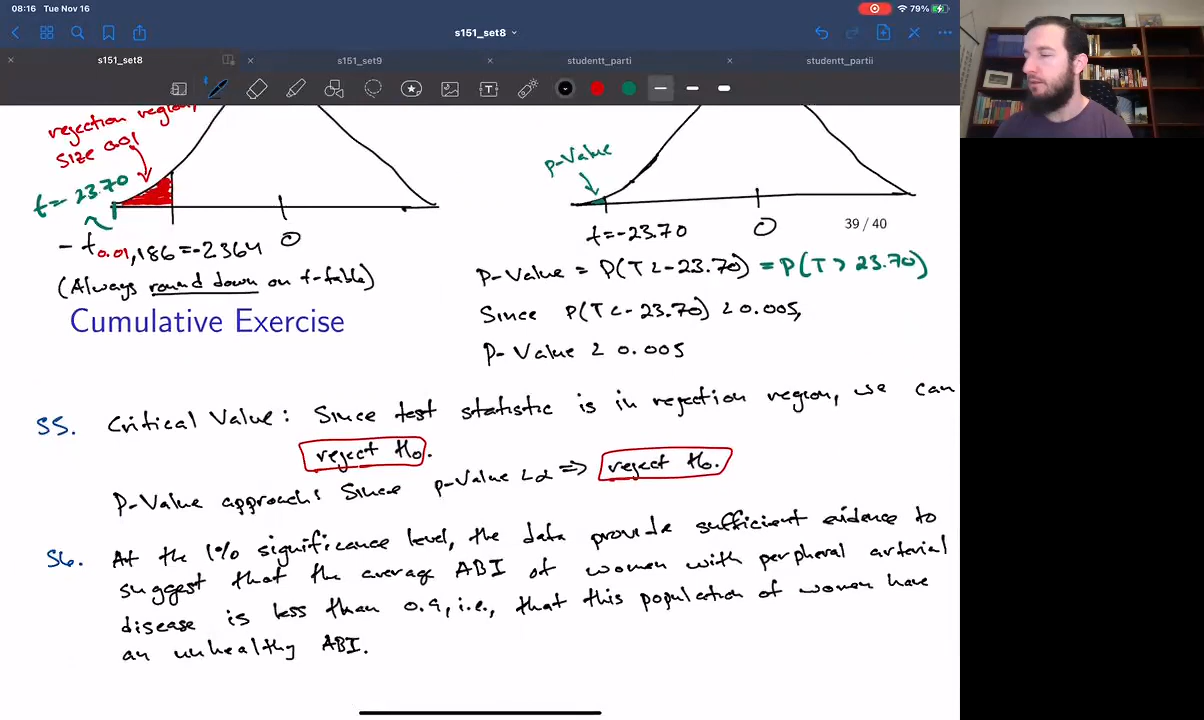 08:16 Tue Nov 16
79%
s151_set8
s151_set8
s151_set9
studentt_parti
studentt_partii
T
rejection region,
size 0.01
t=-23.70
-t0.01,186=-2.364
0
(Always round down on t-table)
p-value
t=-23.70
0
39 / 40
P-Value = P(T<-23.70) = P(T>23.70)
Since P(T<-23.70) < 0.005,
P-Value < 0.005
Cumulative Exercise
S5. Critical Value: Since test statistic is in rejection region, we can
reject H0.
P-Value approach: Since p-value < α => reject H0.
S6. At the 1% significance level, the data provide sufficient evidence to
suggest that the average ABI of women with peripheral arterial
disease is less than 0.9, i.e., that this population of women have
an unhealthy ABI.